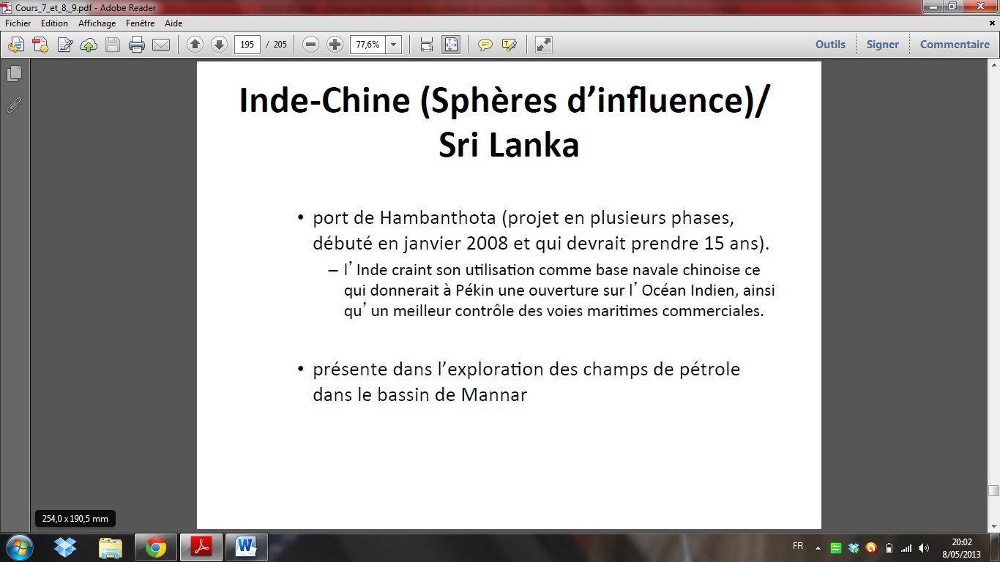 Cours_7_et_8,_9.pdf - Adobe Reader
Fichier Edition Affichage Fenêtre Aide
195 / 205 77,6% Outils Signer Commentaire
Inde-Chine (Sphères d’influence)/
Sri Lanka
• port de Hambanthota (projet en plusieurs phases,
débuté en janvier 2008 et qui devrait prendre 15 ans).
– l’ Inde craint son utilisation comme base navale chinoise ce
qui donnerait à Pékin une ouverture sur l’ Océan Indien, ainsi
qu’ un meilleur contrôle des voies maritimes commerciales.
• présente dans l’exploration des champs de pétrole
dans le bassin de Mannar
254,0 x 190,5 mm
FR 20:02
8/05/2013